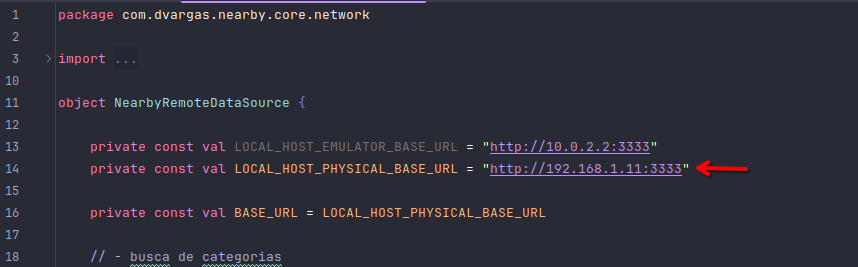 1 package com.dvargas.nearby.core.network
2
3 > import ...
10
11 object NearbyRemoteDataSource {
12
13 private const val LOCAL_HOST_EMULATOR_BASE_URL = "http://10.0.2.2:3333"
14 private const val LOCAL_HOST_PHYSICAL_BASE_URL = "http://192.168.1.11:3333"
15
16 private const val BASE_URL = LOCAL_HOST_PHYSICAL_BASE_URL
17
18 // - busca de categorias